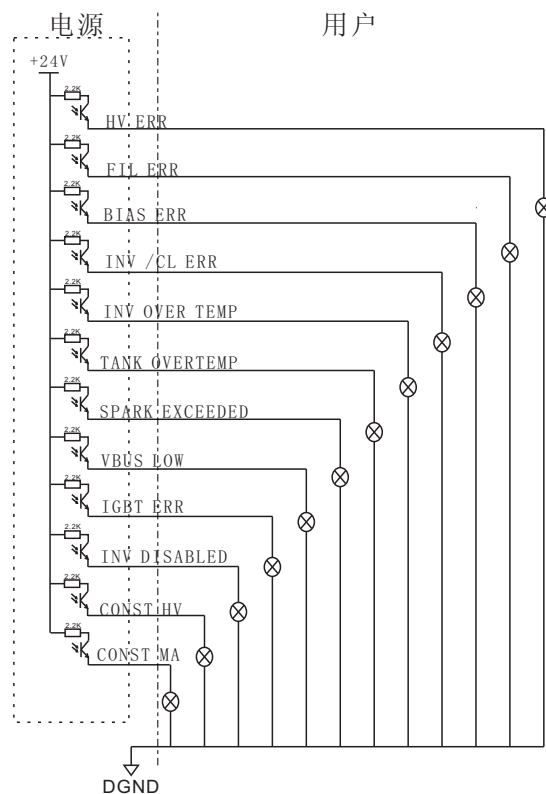 电源 用户
+24V
2.2K
HV ERR
2.2K
FIL ERR
2.2K
BIAS ERR
2.2K
INV /CL ERR
2.2K
INV OVER TEMP
2.2K
TANK OVERTEMP
2.2K
SPARK EXCEEDED
2.2K
VBUS LOW
2.2K
IGBT ERR
2.2K
INV DISABLED
2.2K
CONST HV
2.2K
CONST MA
DGND